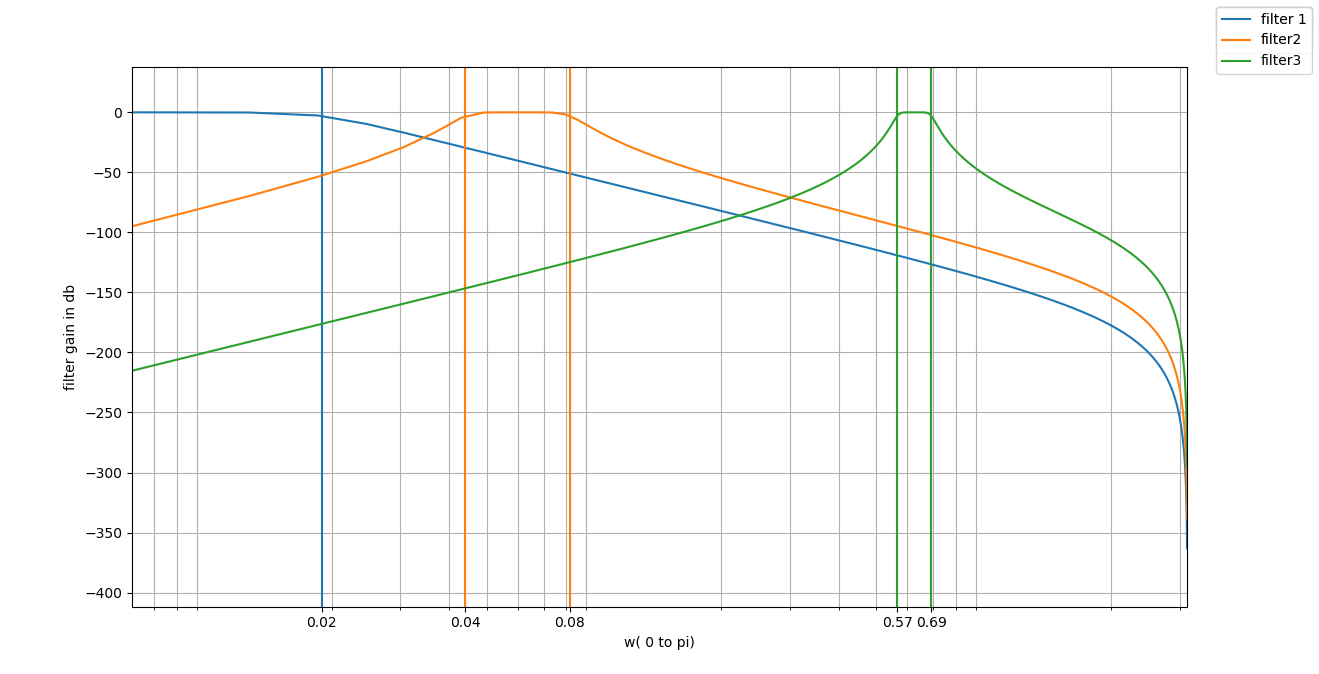 filter 1
filter2
filter3
filter gain in db
0
−50
−100
−150
−200
−250
−300
−350
−400
0.02 0.04 0.08 0.57 0.69
w( 0 to pi)